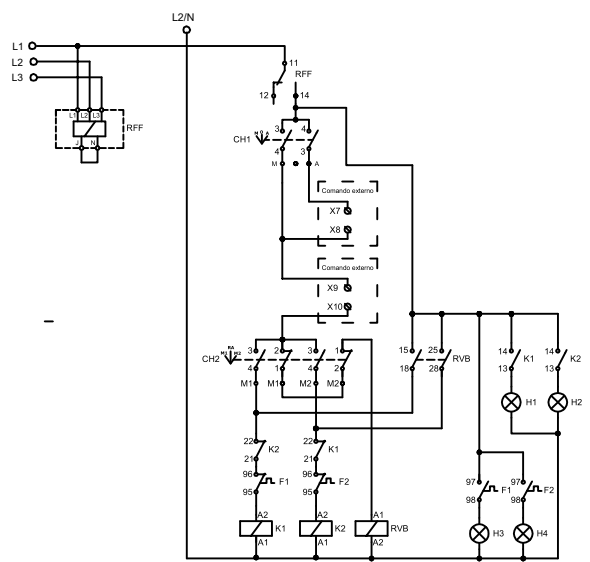 L2/N
L1
L2
L3
11
RFF
12
14
L1 L2 L3
RFF
J N
3 4
CH1
M O A
4 3
M A
Comando externo
X7
X8
Comando externo
X9
X10
RA
M1 M2
CH2
3 2 3 1
4 1 4 2
M1 M1 M2 M2
15 25
RVB
18 28
14 K1
13
14 K2
13
H1
H2
22 K2
21
22 K1
21
96 F1
95
96 F2
95
97 F1
98
97 F2
98
A2 K1
A1
A2 K2
A1
A1 RVB
A2
H3
H4